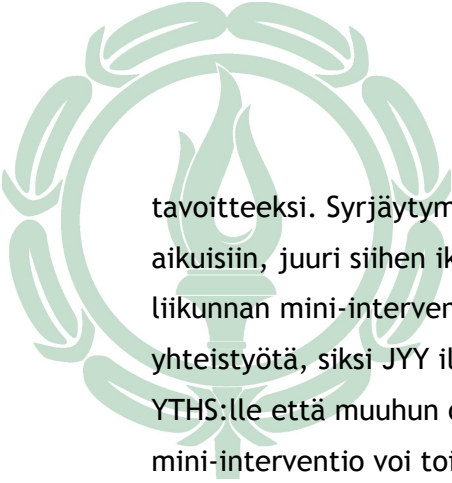 tavoitteeksi. Syrjäytym
aikuisiin, juuri siihen ik
liikunnan mini-interven
yhteistyötä, siksi JYY il
YTHS:lle että muuhun o
mini-interventio voi toi